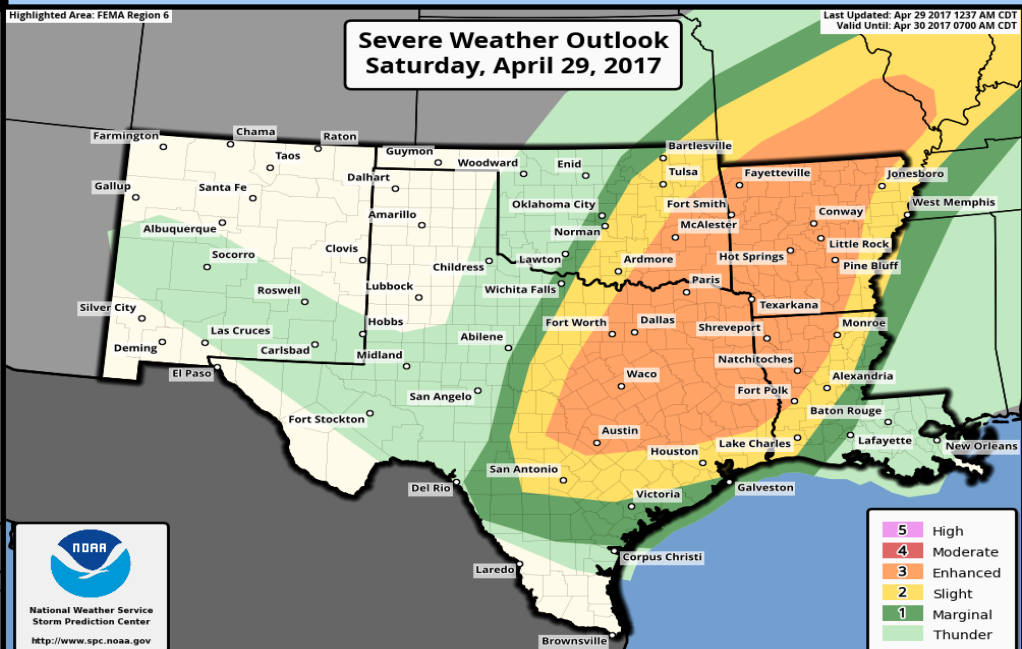 Highlighted Area: FEMA Region 6
Last Updated: Apr 29 2017 1237 AM CDT
Valid Until: Apr 30 2017 0700 AM CDT
Severe Weather Outlook
Saturday, April 29, 2017
Farmington
Chama
Raton
Taos
Guymon
Woodward
Enid
Bartlesville
Dalhart
Tulsa
Fayetteville
Jonesboro
Gallup
Santa Fe
Oklahoma City
Fort Smith
West Memphis
Albuquerque
Amarillo
Norman
McAlester
Conway
Socorro
Clovis
Childress
Lawton
Ardmore
Hot Springs
Little Rock
Pine Bluff
Roswell
Lubbock
Wichita Falls
Paris
Texarkana
Silver City
Las Cruces
Hobbs
Abilene
Fort Worth
Dallas
Shreveport
Monroe
Deming
Carlsbad
Midland
Natchitoches
El Paso
San Angelo
Waco
Fort Polk
Alexandria
Fort Stockton
Austin
Baton Rouge
Houston
Lake Charles
Lafayette
New Orleans
Del Rio
San Antonio
Victoria
Galveston
Corpus Christi
Laredo
Brownsville
NOAA
National Weather Service
Storm Prediction Center
http://www.spc.noaa.gov
5 High
4 Moderate
3 Enhanced
2 Slight
1 Marginal
Thunder